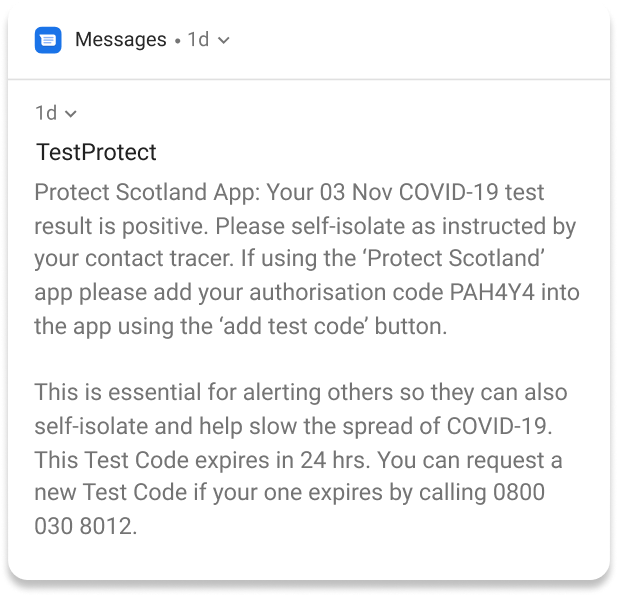 Messages • 1d
1d
TestProtect
Protect Scotland App: Your 03 Nov COVID-19 test
result is positive. Please self-isolate as instructed by
your contact tracer. If using the ‘Protect Scotland’
app please add your authorisation code PAH4Y4 into
the app using the ‘add test code’ button.
This is essential for alerting others so they can also
self-isolate and help slow the spread of COVID-19.
This Test Code expires in 24 hrs. You can request a
new Test Code if your one expires by calling 0800
030 8012.